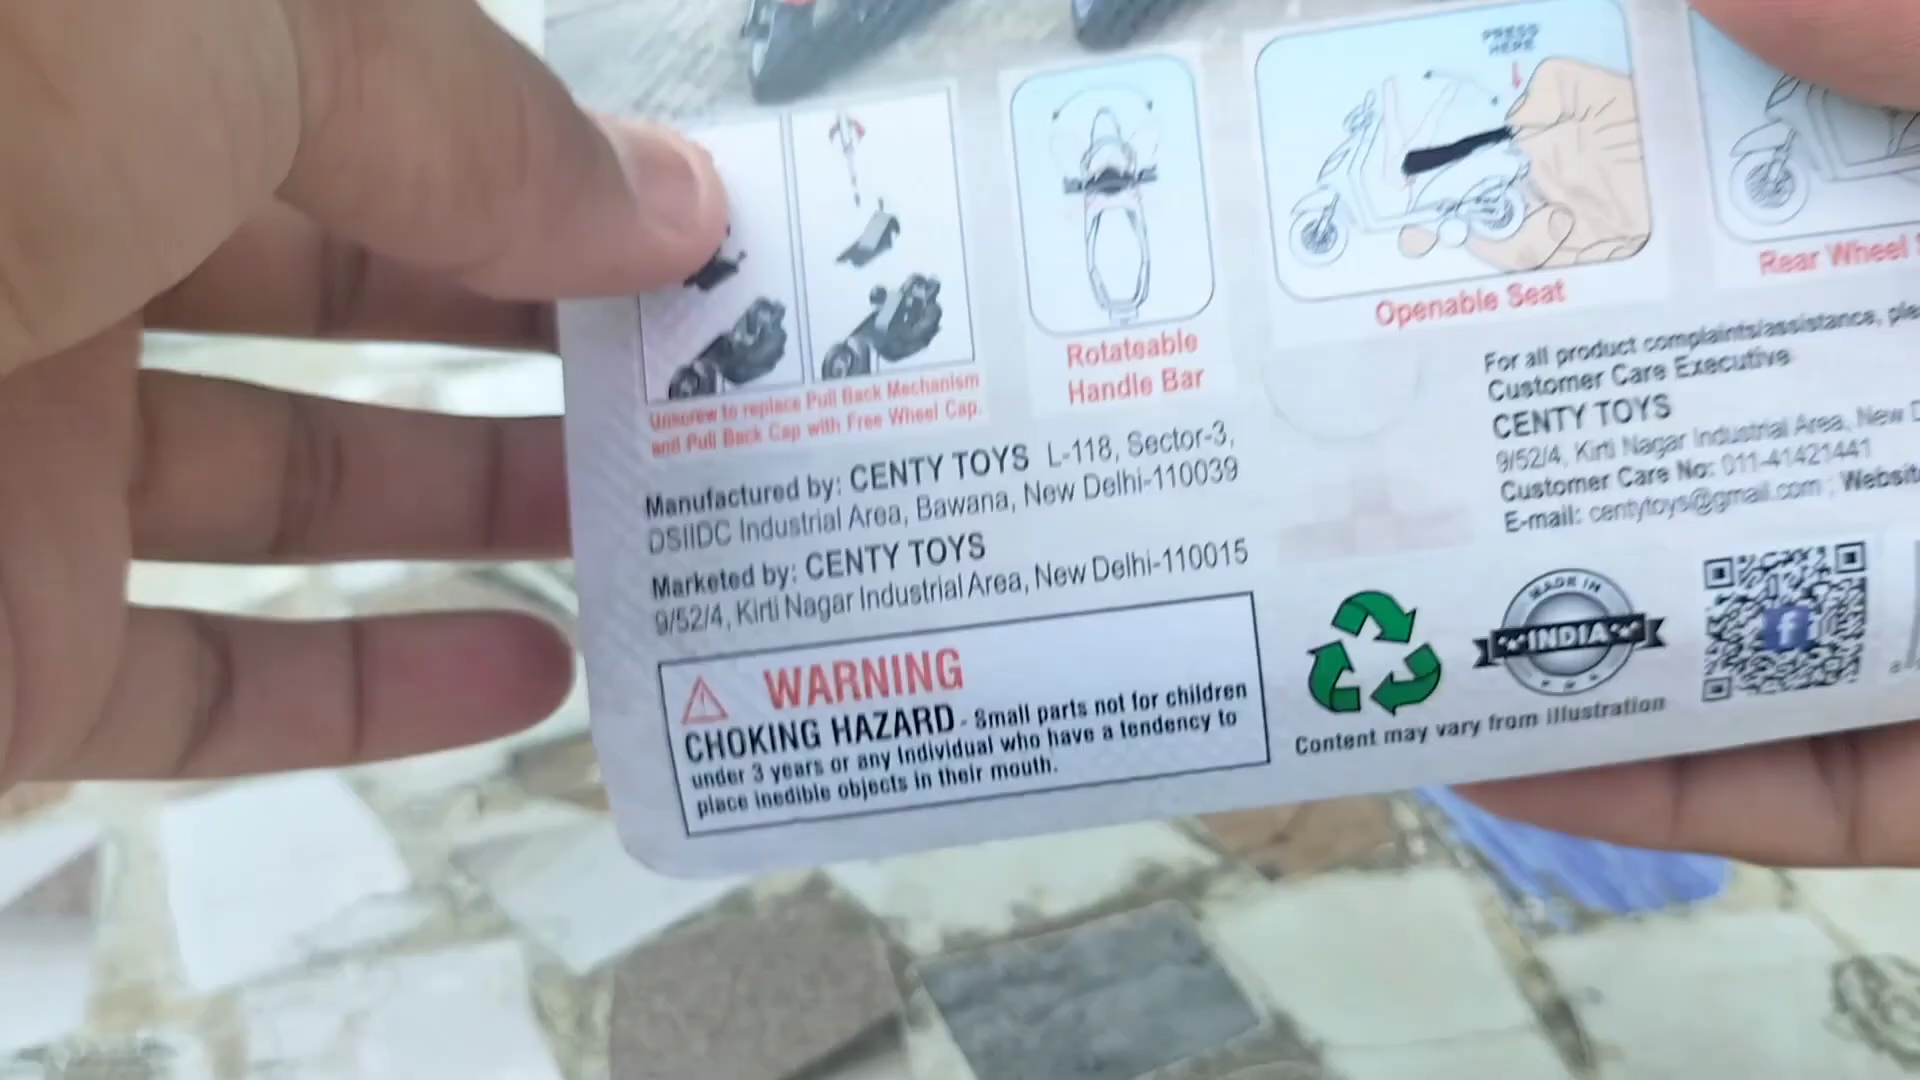 PRESS
HERE
Unscrew to replace Pull Back Mechanism
and Pull Back Cap with Free Wheel Cap.
Rotateable
Handle Bar
Openable Seat
Rear Wheel
Manufactured by: CENTY TOYS L-118, Sector-3,
DSIIDC Industrial Area, Bawana, New Delhi-110039
Marketed by: CENTY TOYS
9/52/4, Kirti Nagar Industrial Area, New Delhi-110015
WARNING
CHOKING HAZARD - Small parts not for children
under 3 years or any Individual who have a tendency to
place inedible objects in their mouth.
For all product complaints/assistance,
Customer Care Executive
CENTY TOYS
9/52/4, Kirti Nagar Industrial Area, New
Customer Care No: 011-41421441
E-mail: centytoys@gmail.com ;
MADE IN
INDIA
f
Content may vary from illustration